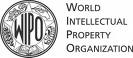 WIPO
WORLD
INTELLECTUAL
PROPERTY
ORGANIZATION